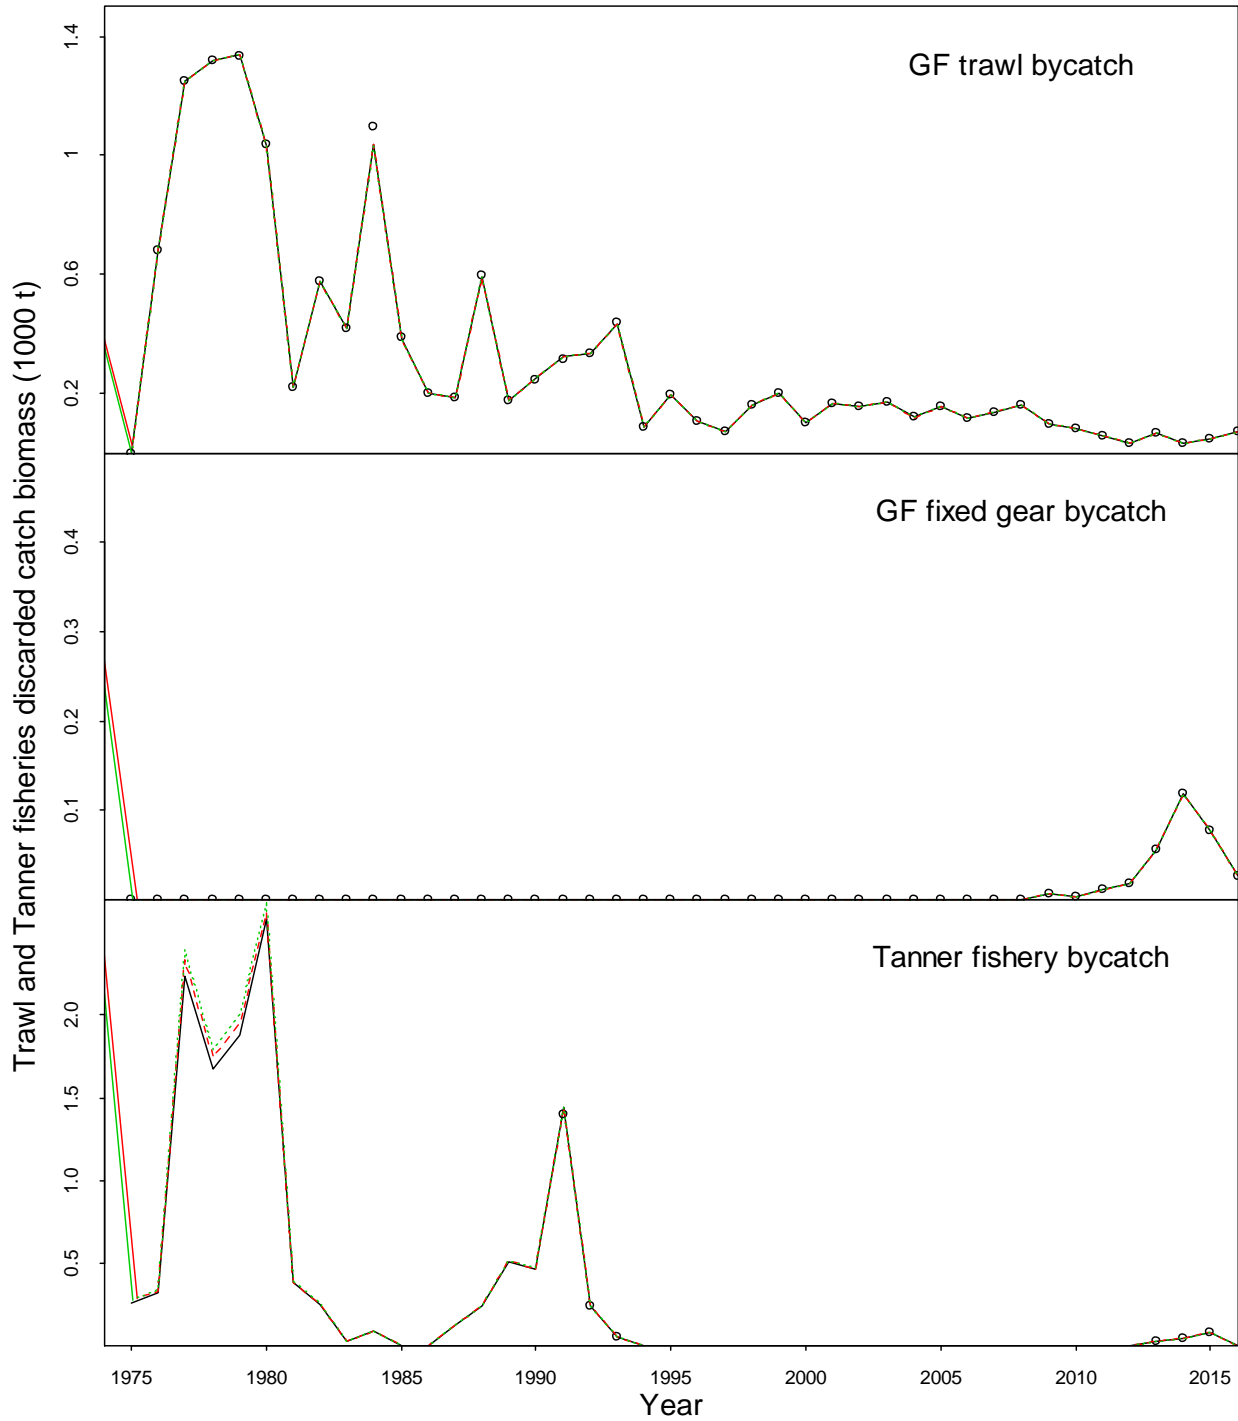 Trawl and Tanner fisheries discarded catch biomass (1000 t)
GF trawl bycatch
1.4
1
0.6
0.2
GF fixed gear bycatch
0.4
0.3
0.2
0.1
Tanner fishery bycatch
2.0
1.5
1.0
0.5
1975 1980 1985 1990 1995 2000 2005 2010 2015
Year